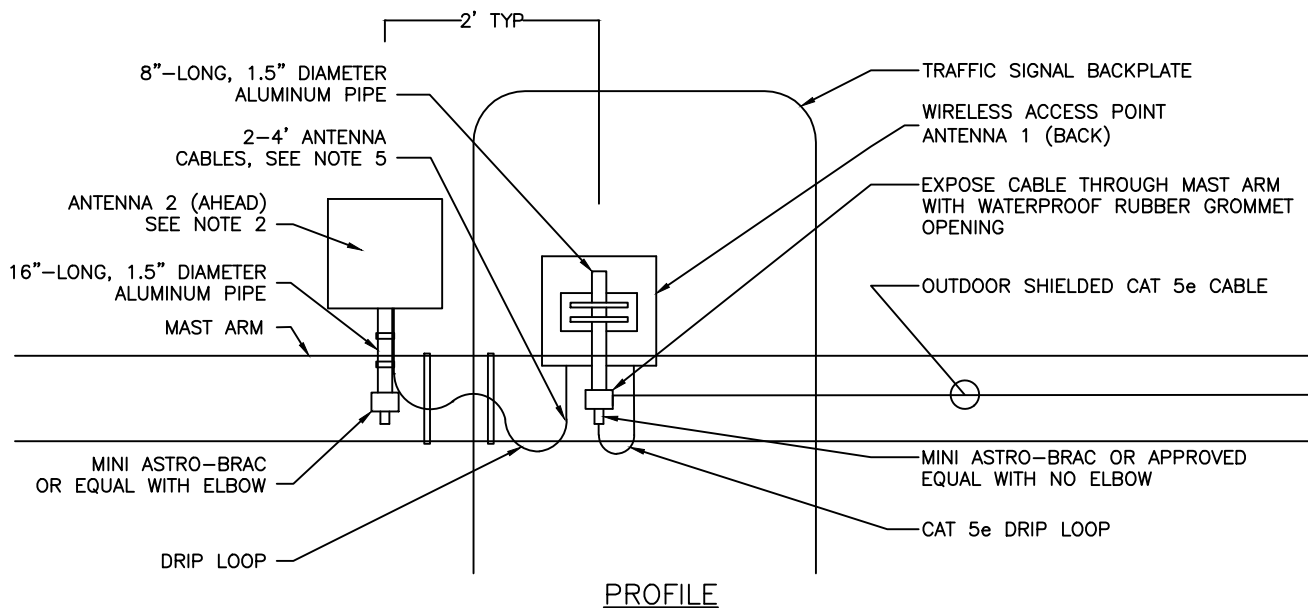 2' TYP
8”-LONG, 1.5” DIAMETER
ALUMINUM PIPE
2-4' ANTENNA
CABLES, SEE NOTE 5
ANTENNA 2 (AHEAD)
SEE NOTE 2
16”-LONG, 1.5” DIAMETER
ALUMINUM PIPE
MAST ARM
MINI ASTRO-BRAC
OR EQUAL WITH ELBOW
DRIP LOOP
TRAFFIC SIGNAL BACKPLATE
WIRELESS ACCESS POINT
ANTENNA 1 (BACK)
EXPOSE CABLE THROUGH MAST ARM
WITH WATERPROOF RUBBER GROMMET
OPENING
OUTDOOR SHIELDED CAT 5e CABLE
MINI ASTRO-BRAC OR APPROVED
EQUAL WITH NO ELBOW
CAT 5e DRIP LOOP
PROFILE